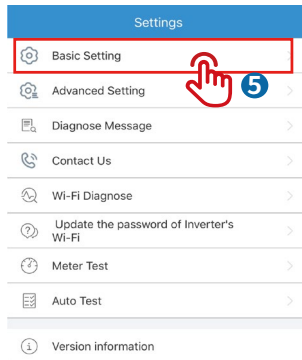 Settings
Basic Setting
5
Advanced Setting
Diagnose Message
Contact Us
Wi-Fi Diagnose
Update the password of Inverter's
Wi-Fi
Meter Test
Auto Test
Version information